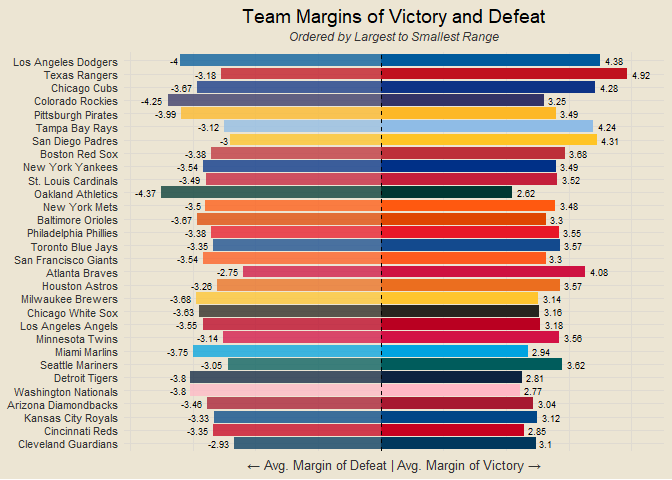 Team Margins of Victory and Defeat
Ordered by Largest to Smallest Range
Los Angeles Dodgers -4 4.38
Texas Rangers -3.18 4.92
Chicago Cubs -3.67 4.28
Colorado Rockies -4.25 3.25
Pittsburgh Pirates -3.99 3.49
Tampa Bay Rays -3.12 4.24
San Diego Padres -3 4.31
Boston Red Sox -3.38 3.68
New York Yankees -3.54 3.49
St. Louis Cardinals -3.49 3.52
Oakland Athletics -4.37 2.62
New York Mets -3.5 3.48
Baltimore Orioles -3.67 3.3
Philadelphia Phillies -3.38 3.55
Toronto Blue Jays -3.35 3.57
San Francisco Giants -3.54 3.3
Atlanta Braves -2.75 4.08
Houston Astros -3.26 3.57
Milwaukee Brewers -3.68 3.14
Chicago White Sox -3.63 3.16
Los Angeles Angels -3.55 3.18
Minnesota Twins -3.14 3.56
Miami Marlins -3.75 2.94
Seattle Mariners -3.05 3.62
Detroit Tigers -3.8 2.81
Washington Nationals -3.8 2.77
Arizona Diamondbacks -3.46 3.04
Kansas City Royals -3.33 3.12
Cincinnati Reds -3.35 2.85
Cleveland Guardians -2.93 3.1
← Avg. Margin of Defeat | Avg. Margin of Victory →